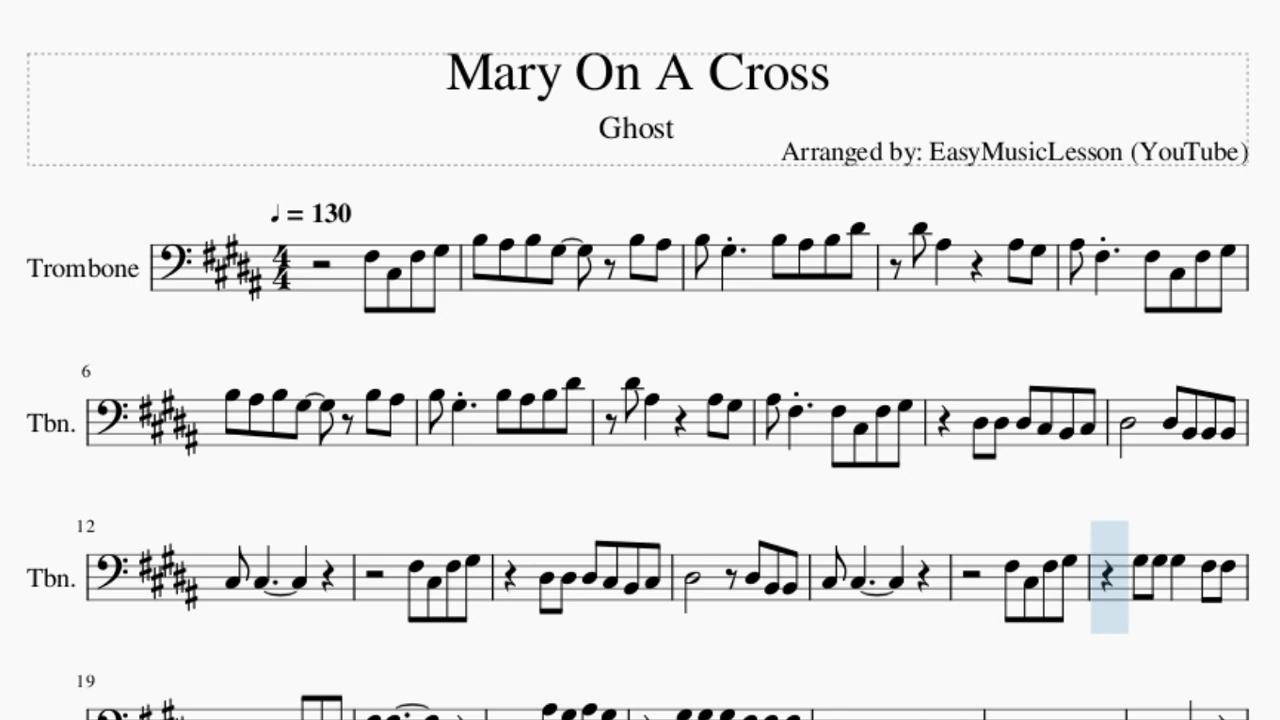 Mary On A Cross
Ghost
Arranged by: EasyMusicLesson (YouTube)
♩ = 130
Trombone
4
4
6
Tbn.
12
Tbn.
19